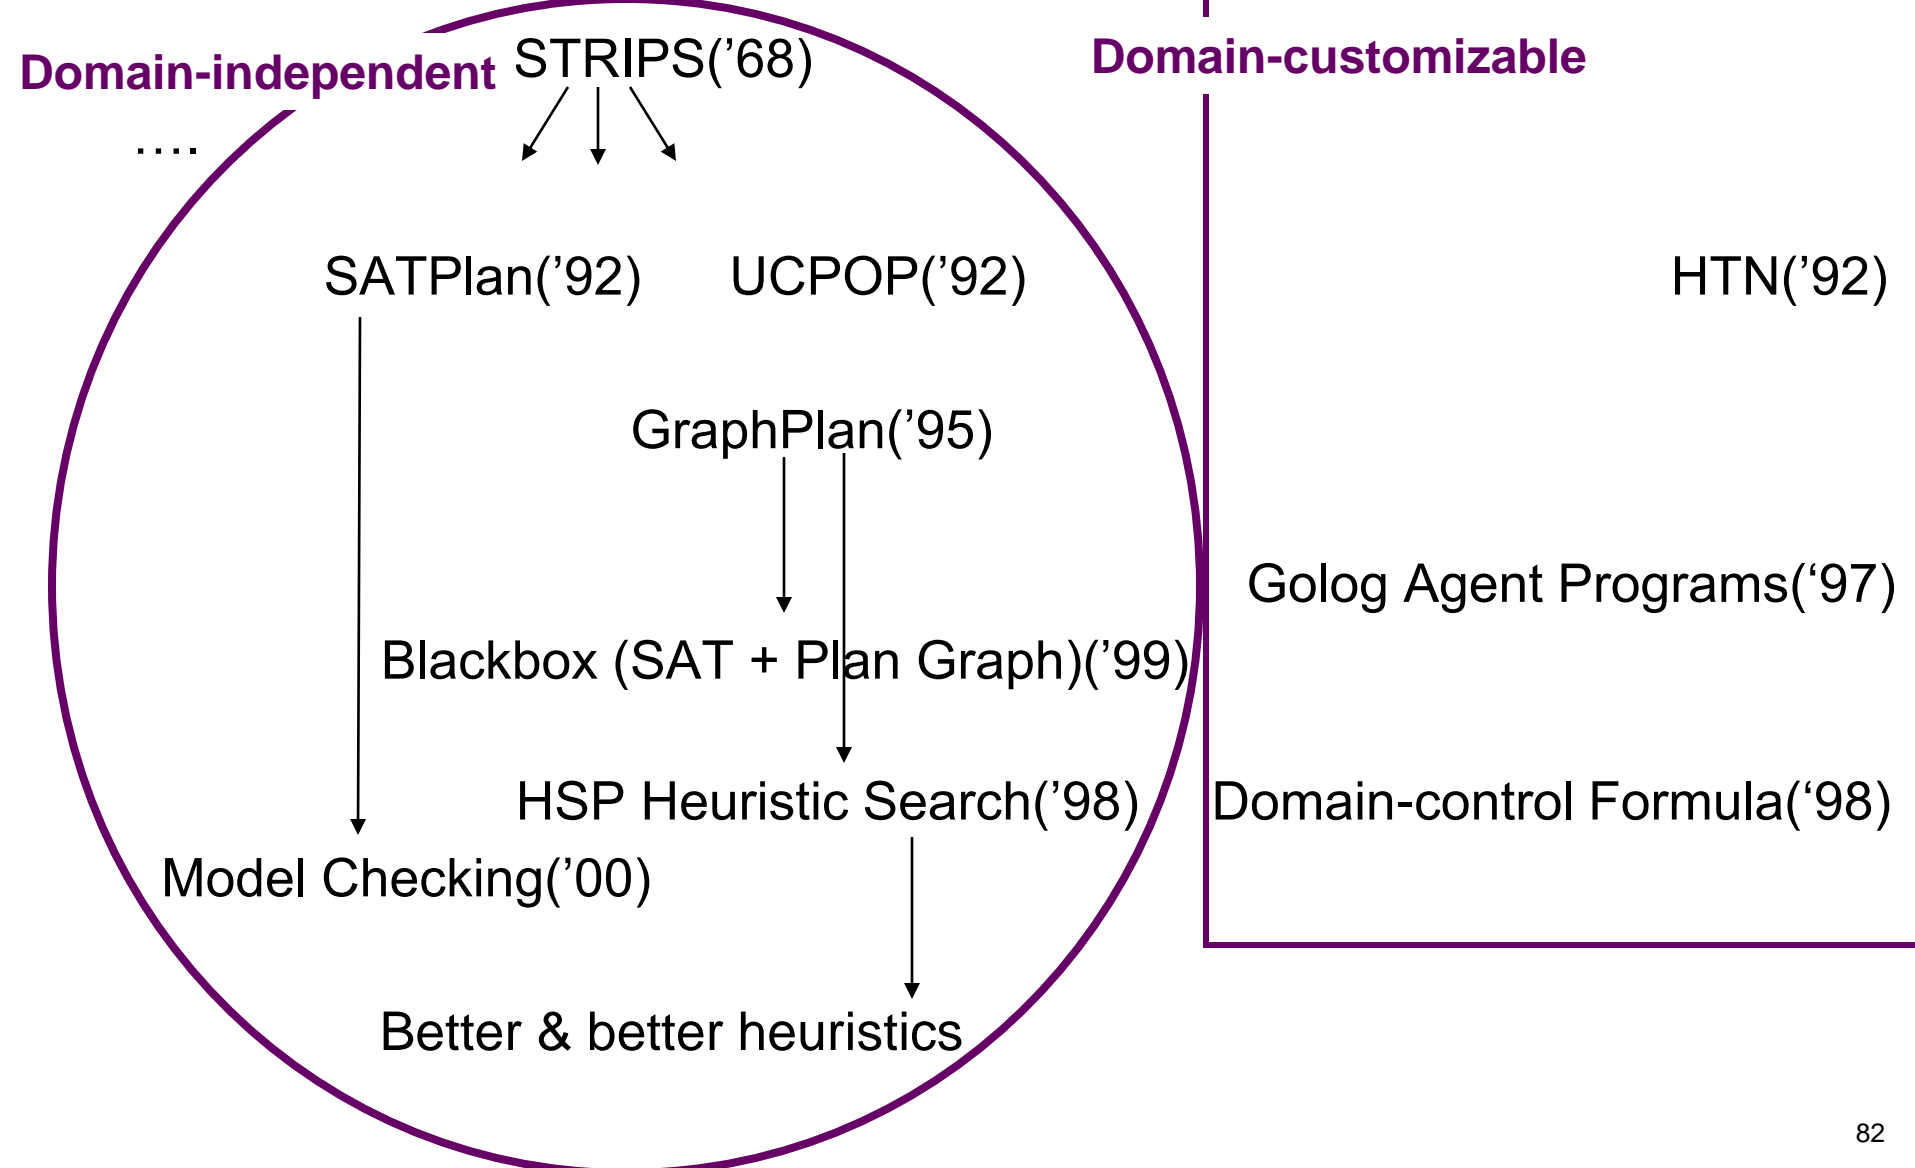 Domain-independent
STRIPS(’68)
Domain-customizable
….
SATPlan(’92)
UCPOP(’92)
HTN(’92)
GraphPlan(’95)
Golog Agent Programs(‘97)
Blackbox (SAT + Plan Graph)(’99)
HSP Heuristic Search(’98)
Domain-control Formula(‘98)
Model Checking(’00)
Better & better heuristics
82